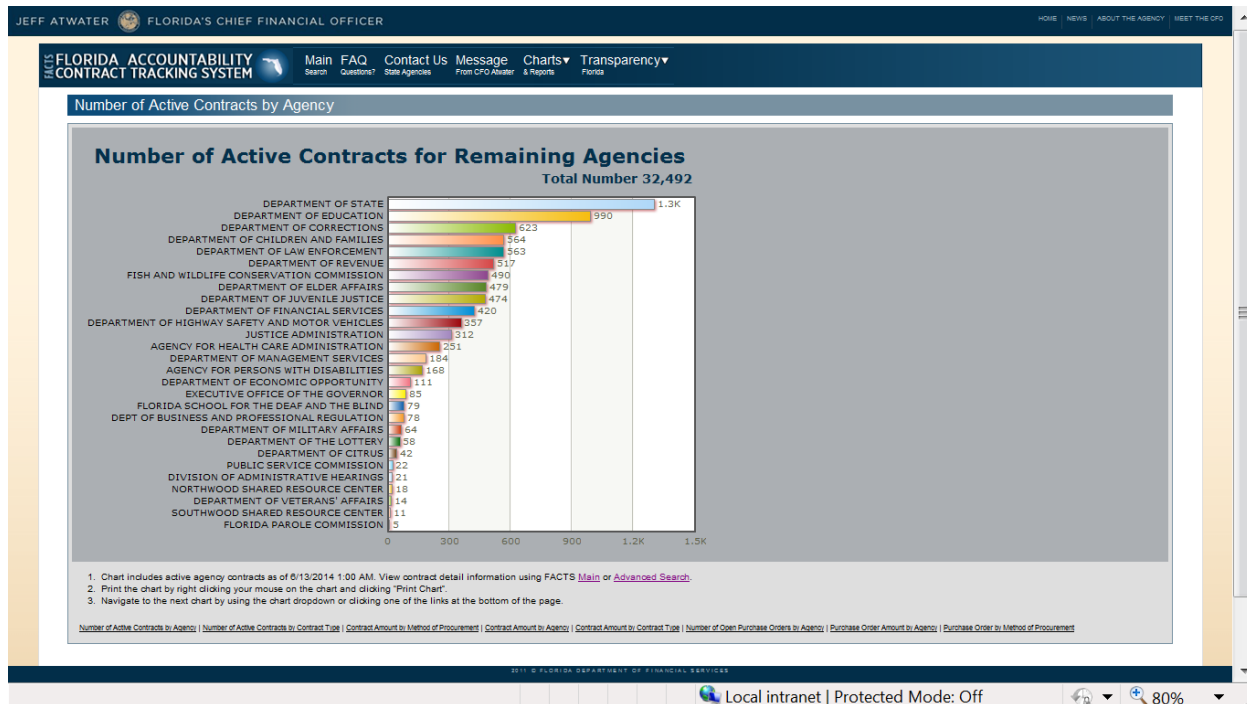 JEFF ATWATER FLORIDA'S CHIEF FINANCIAL OFFICER
HOME | NEWS | ABOUT THE AGENCY | MEET THE CFO
FACTS
FLORIDA ACCOUNTABILITY
CONTRACT TRACKING SYSTEM
Main FAQ Contact Us Message Charts▾ Transparency▾
Search Questions? State Agencies From CFO Atwater & Reports Florida
Number of Active Contracts by Agency
Number of Active Contracts for Remaining Agencies
Total Number 32,492
DEPARTMENT OF STATE 1.3K
DEPARTMENT OF EDUCATION 990
DEPARTMENT OF CORRECTIONS 623
DEPARTMENT OF CHILDREN AND FAMILIES 564
DEPARTMENT OF LAW ENFORCEMENT 563
DEPARTMENT OF REVENUE 517
FISH AND WILDLIFE CONSERVATION COMMISSION 490
DEPARTMENT OF ELDER AFFAIRS 479
DEPARTMENT OF JUVENILE JUSTICE 474
DEPARTMENT OF FINANCIAL SERVICES 420
DEPARTMENT OF HIGHWAY SAFETY AND MOTOR VEHICLES 357
JUSTICE ADMINISTRATION 312
AGENCY FOR HEALTH CARE ADMINISTRATION 251
DEPARTMENT OF MANAGEMENT SERVICES 184
AGENCY FOR PERSONS WITH DISABILITIES 168
DEPARTMENT OF ECONOMIC OPPORTUNITY 111
EXECUTIVE OFFICE OF THE GOVERNOR 85
FLORIDA SCHOOL FOR THE DEAF AND THE BLIND 79
DEPT OF BUSINESS AND PROFESSIONAL REGULATION 78
DEPARTMENT OF MILITARY AFFAIRS 64
DEPARTMENT OF THE LOTTERY 58
DEPARTMENT OF CITRUS 42
PUBLIC SERVICE COMMISSION 22
DIVISION OF ADMINISTRATIVE HEARINGS 21
NORTHWOOD SHARED RESOURCE CENTER 18
DEPARTMENT OF VETERANS' AFFAIRS 14
SOUTHWOOD SHARED RESOURCE CENTER 11
FLORIDA PAROLE COMMISSION 5
0 300 600 900 1.2K 1.5K
1. Chart includes active agency contracts as of 6/13/2014 1:00 AM. View contract detail information using FACTS Main or Advanced Search.
2. Print the chart by right clicking your mouse on the chart and clicking "Print Chart".
3. Navigate to the next chart by using the chart dropdown or clicking one of the links at the bottom of the page.
Number of Active Contracts by Agency | Number of Active Contracts by Contract Type | Contract Amount by Method of Procurement | Contract Amount by Agency | Contract Amount by Contract Type | Number of Open Purchase Orders by Agency | Purchase Order Amount by Agency | Purchase Order by Method of Procurement
2011 © FLORIDA DEPARTMENT OF FINANCIAL SERVICES
Local intranet | Protected Mode: Off 80%